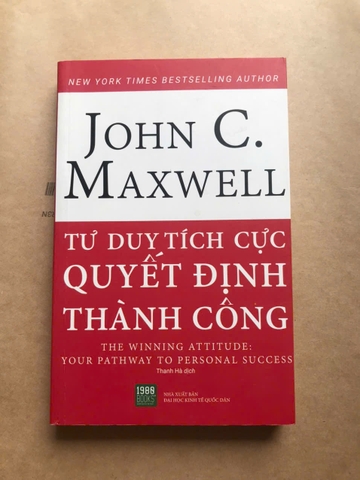 NEW YORK TIMES BESTSELLING AUTHOR
JOHN C.
MAXWELL
TƯ DUY TÍCH CỰC
QUYẾT ĐỊNH
THÀNH CÔNG
THE WINNING ATTITUDE:
YOUR PATHWAY TO PERSONAL SUCCESS
Thanh Hà dịch
1980
BOOKS
NHÀ XUẤT BẢN
ĐẠI HỌC KINH TẾ QUỐC DÂN